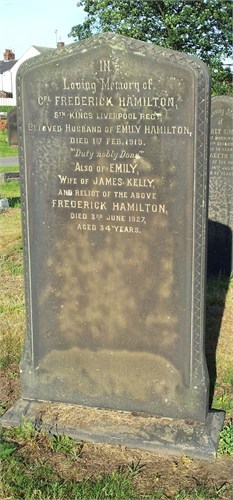 IN
Loving Memory of
FREDERICK HAMILTON,
8TH KINGS LIVERPOOL REGT.
BELOVED HUSBAND OF EMILY HAMILTON,
DIED 1ST FEB. 1919.
"Duty nobly Done"
ALSO OF EMILY,
WIFE OF JAMES KELLY
AND RELICT OF THE ABOVE
FREDERICK HAMILTON,
DIED 3RD JUNE 1927,
AGED 34 YEARS.